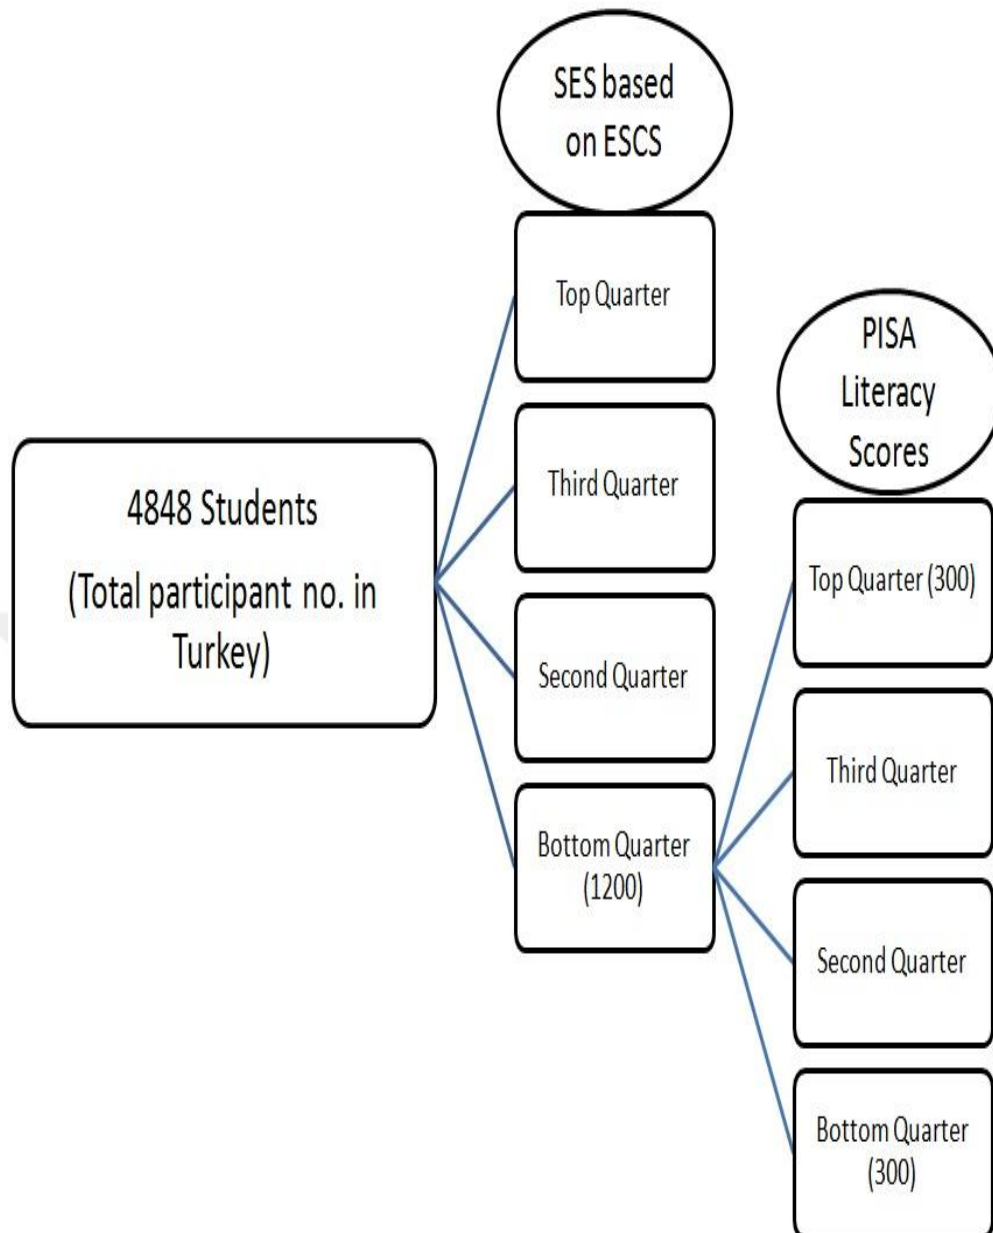 SES based
on ESCS
Top Quarter
Third Quarter
Second Quarter
Bottom Quarter
(1200)
4848 Students
(Total participant no. in
Turkey)
PISA
Literacy
Scores
Top Quarter (300)
Third Quarter
Second Quarter
Bottom Quarter
(300)